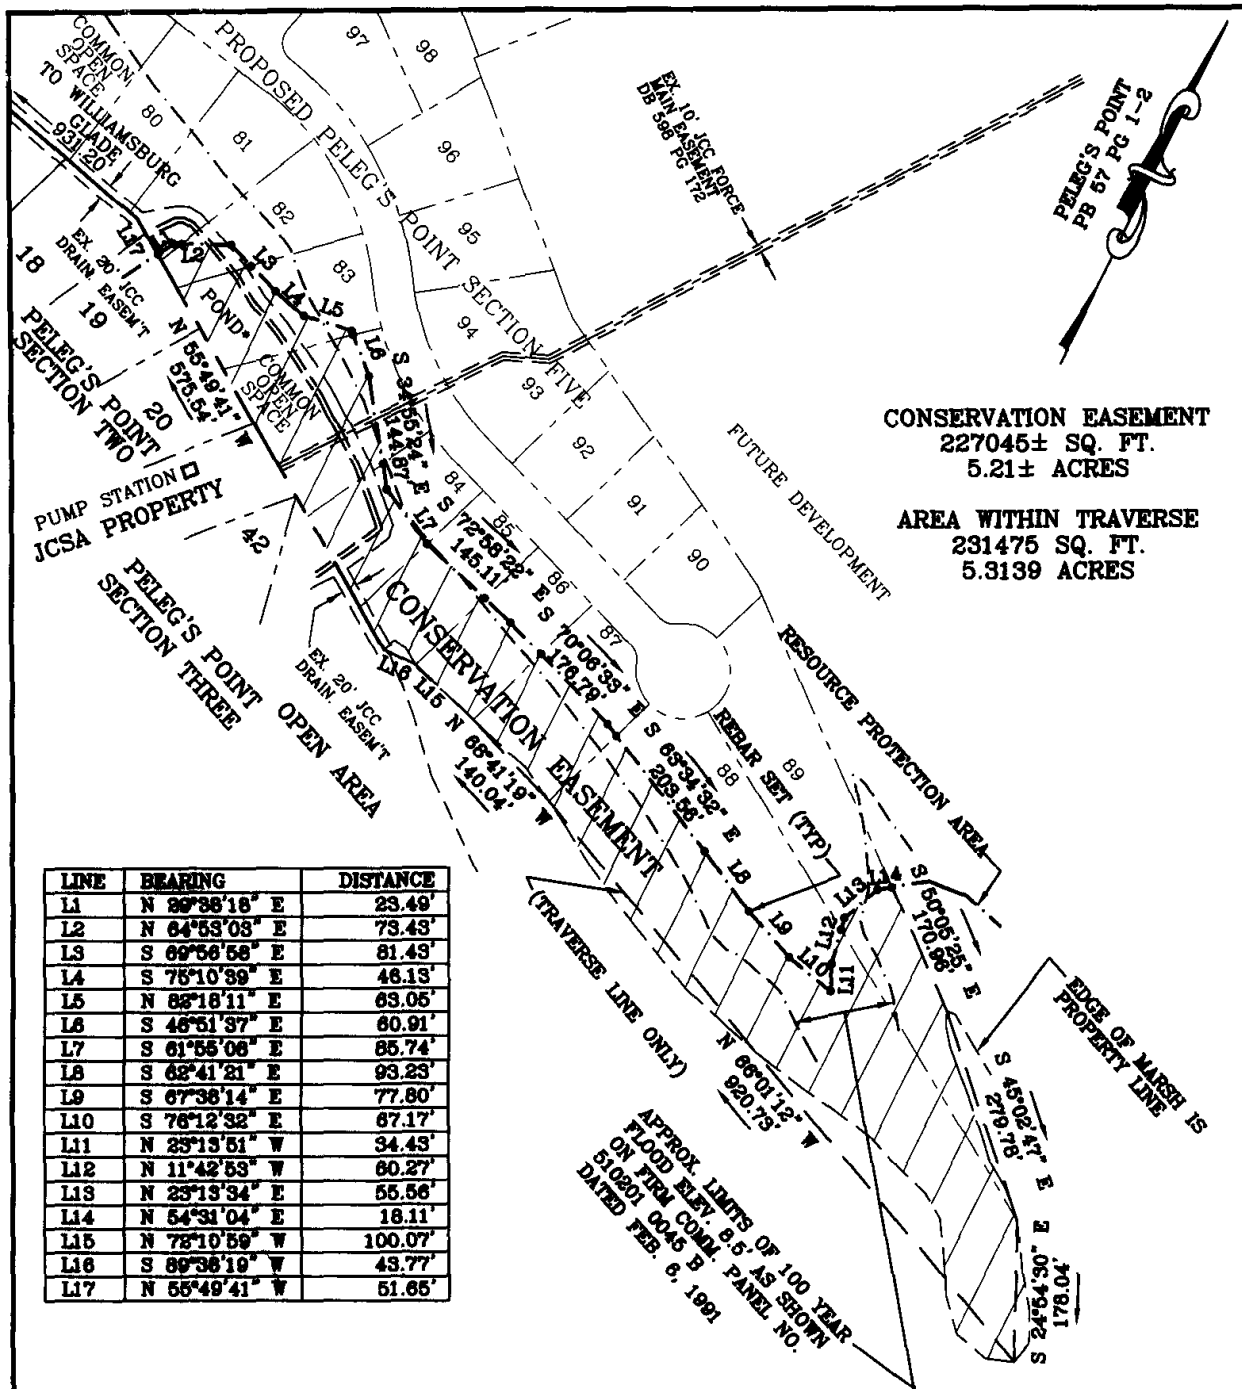 COMMON
OPEN
SPACE
TO WILLIAMSBURG
GLADE
931.20'
80
81
82
83
97
98
96
95
94
93
92
91
90
PROPOSED PELEG'S POINT SECTION FIVE
EX. 10' JCC FORCE
MAIN EASEMENT
DB 598 PG 172
PELEG'S POINT
PB 57 PG 1-2
L17
L2
L3
L4
L5
L6
18
EX. 20' JCC
DRAIN. EASEM'T
19
POND*
COMMON
OPEN
SPACE
PELEG'S POINT
SECTION TWO
20
N 55°49'41" W
575.54'
S 34°55'24" E
144.87'
CONSERVATION EASEMENT
227045± SQ. FT.
5.21± ACRES
AREA WITHIN TRAVERSE
231475 SQ. FT.
5.3139 ACRES
FUTURE DEVELOPMENT
PUMP STATION
JCSA PROPERTY
42
84
85
86
87
88
89
L7
S 72°58'22" E
145.11'
S 70°06'33" E
176.79'
S 63°34'32" E
203.56'
PELEG'S POINT
SECTION THREE
OPEN AREA
EX. 20' JCC
DRAIN. EASEM'T
L16
L15
N 66°41'19" W
140.04'
CONSERVATION EASEMENT
REBAR SET (TYP)
RESOURCE PROTECTION AREA
L8
L9
L10
L11
L12
L13
L14
S 50°05'25" E
170.96'
(TRAVERSE LINE ONLY)
N 66°01'12" W
920.73'
EDGE OF MARSH IS
PROPERTY LINE
S 45°02'47" E
279.78'
S 24°54'30" E
178.04'
APPROX. LIMITS OF 100 YEAR
FLOOD ELEV. 8.5' AS SHOWN
ON FIRM COMM. PANEL NO.
510201 0045 B
DATED FEB. 6, 1991
LINE BEARING DISTANCE
L1 N 29°38'18" E 23.49'
L2 N 64°53'03" E 73.43'
L3 S 69°56'58" E 81.43'
L4 S 75°10'39" E 46.13'
L5 N 82°18'11" E 63.05'
L6 S 46°51'37" E 60.91'
L7 S 61°55'06" E 85.74'
L8 S 62°41'21" E 93.23'
L9 S 67°38'14" E 77.80'
L10 S 76°12'32" E 67.17'
L11 N 23°13'51" W 34.43'
L12 N 11°42'53" W 60.27'
L13 N 23°13'34" E 55.56'
L14 N 54°31'04" E 18.11'
L15 N 72°10'59" W 100.07'
L16 S 89°38'19" W 43.77'
L17 N 55°49'41" W 51.65'